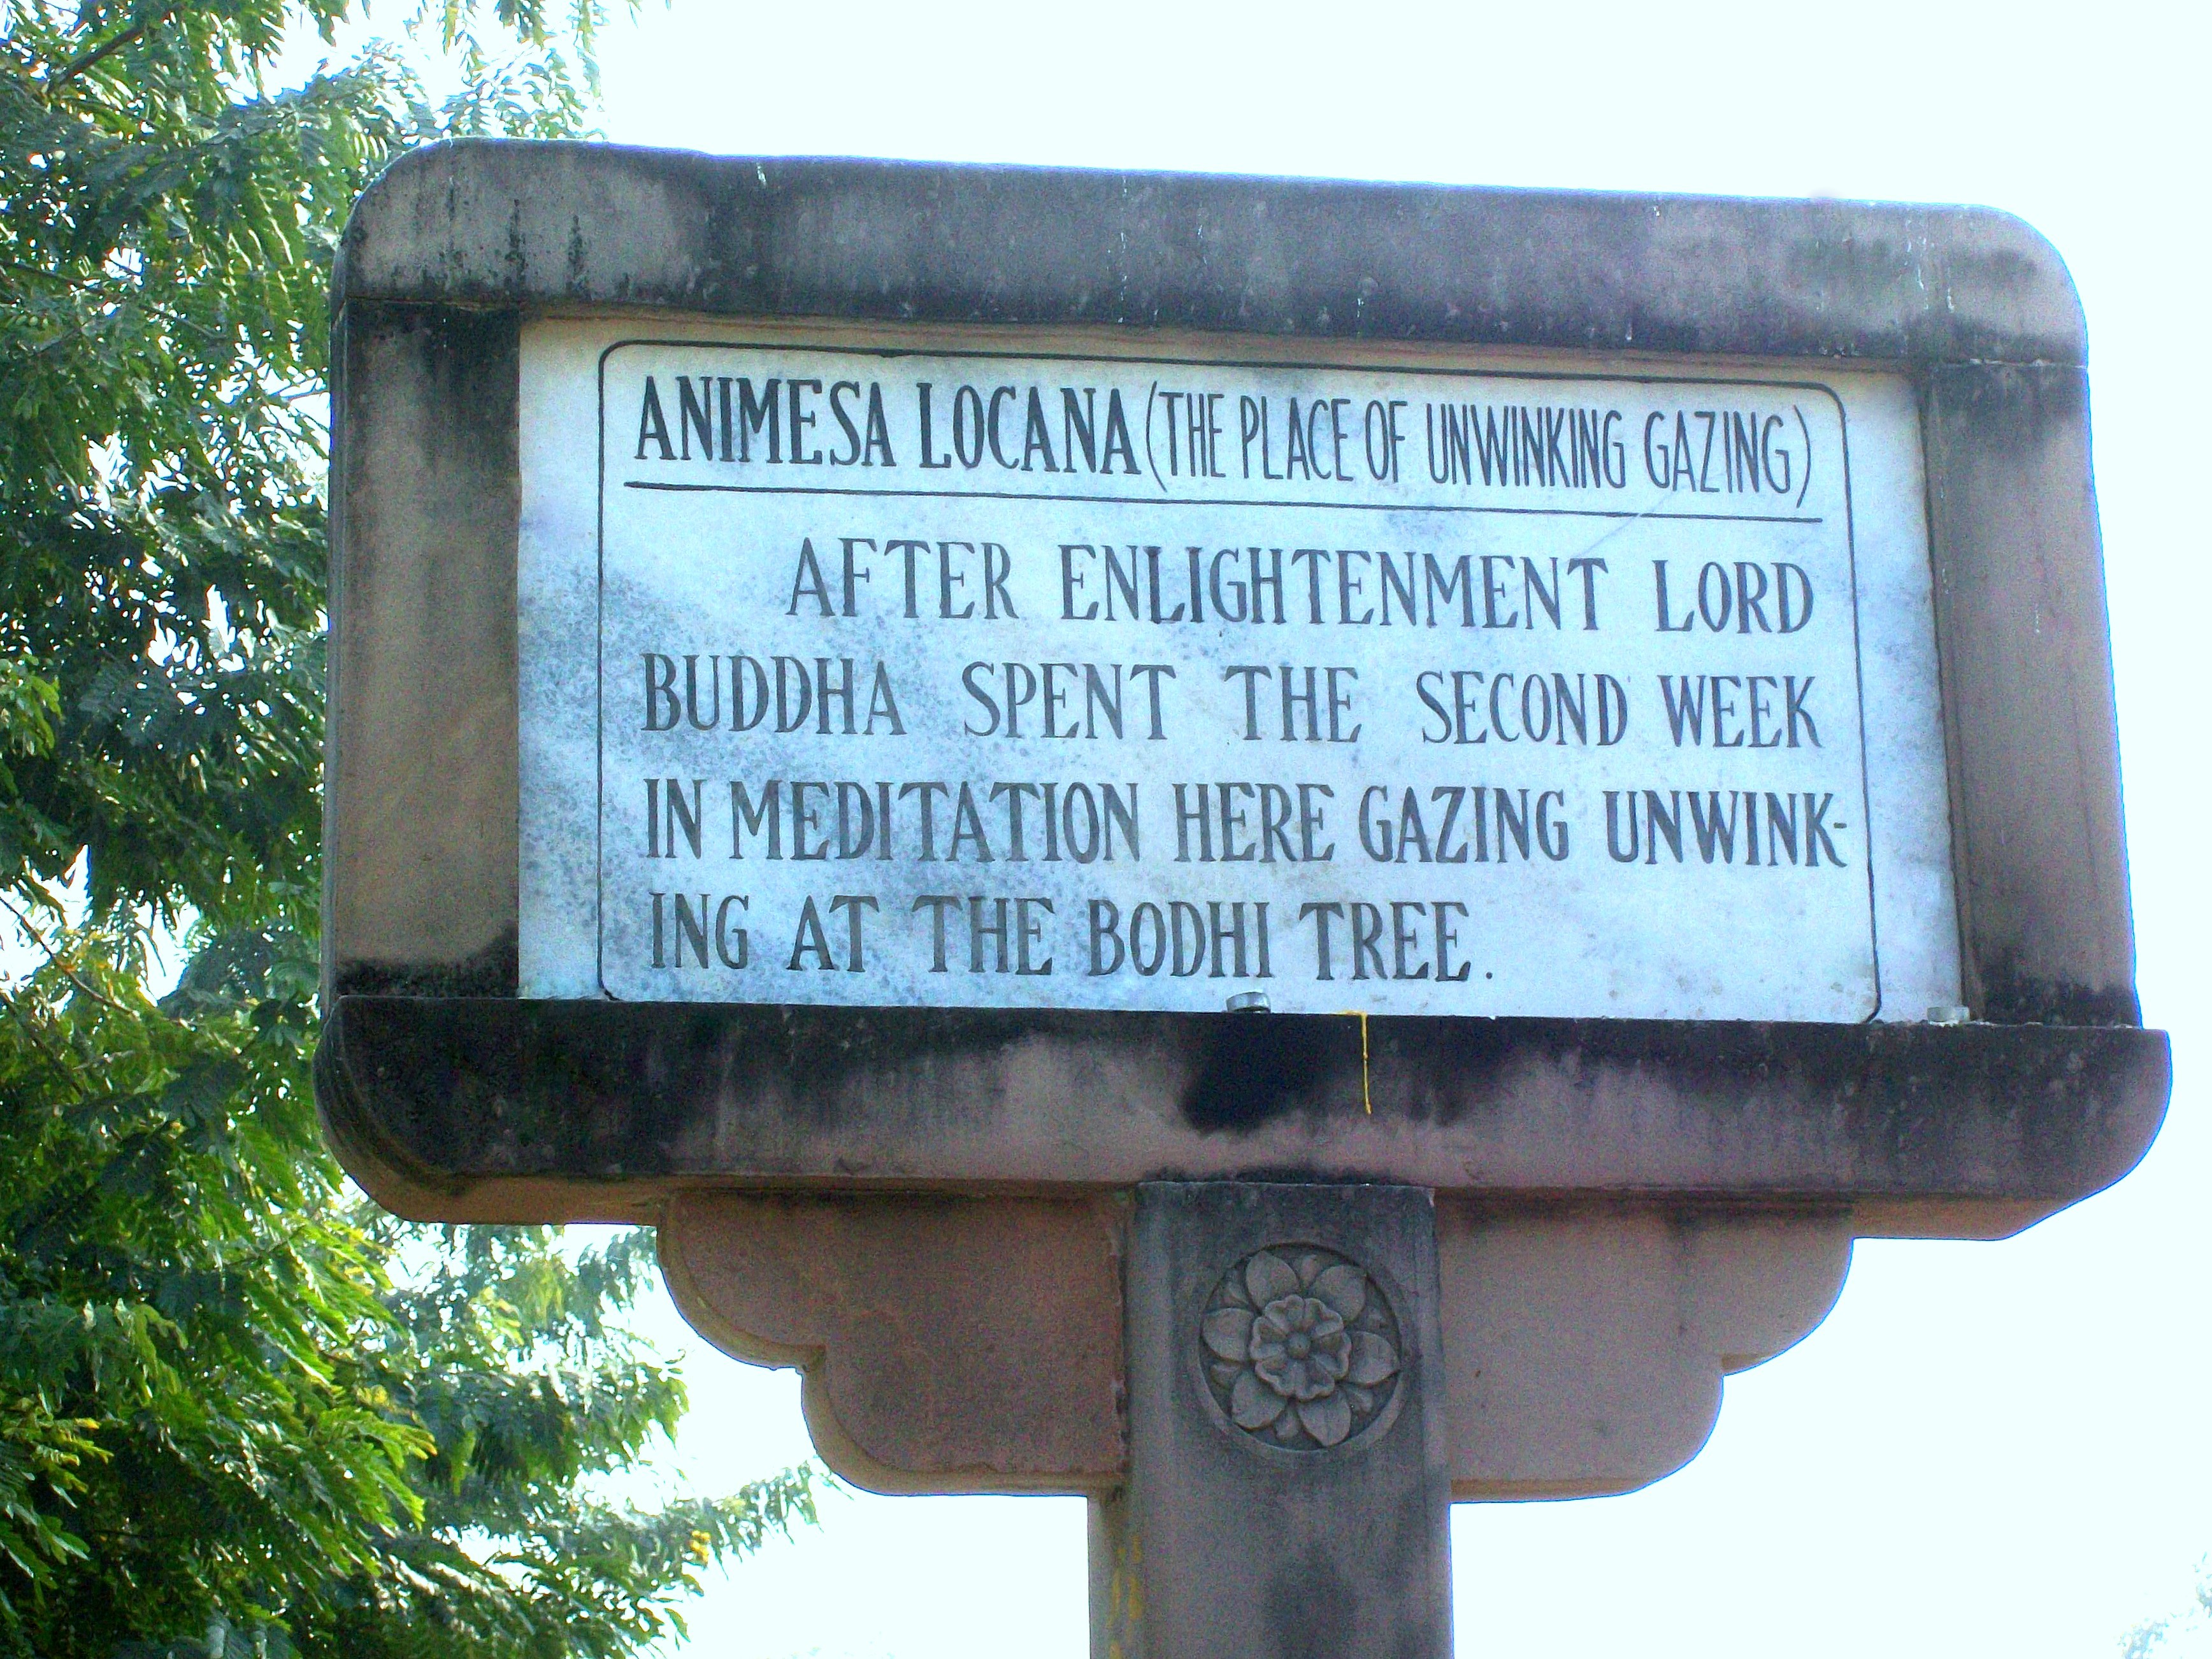 ANIMESA LOCANA (THE PLACE OF UNWINKING GAZING)
AFTER ENLIGHTENMENT LORD
BUDDHA SPENT THE SECOND WEEK
IN MEDITATION HERE GAZING UNWINK-
ING AT THE BODHI TREE.